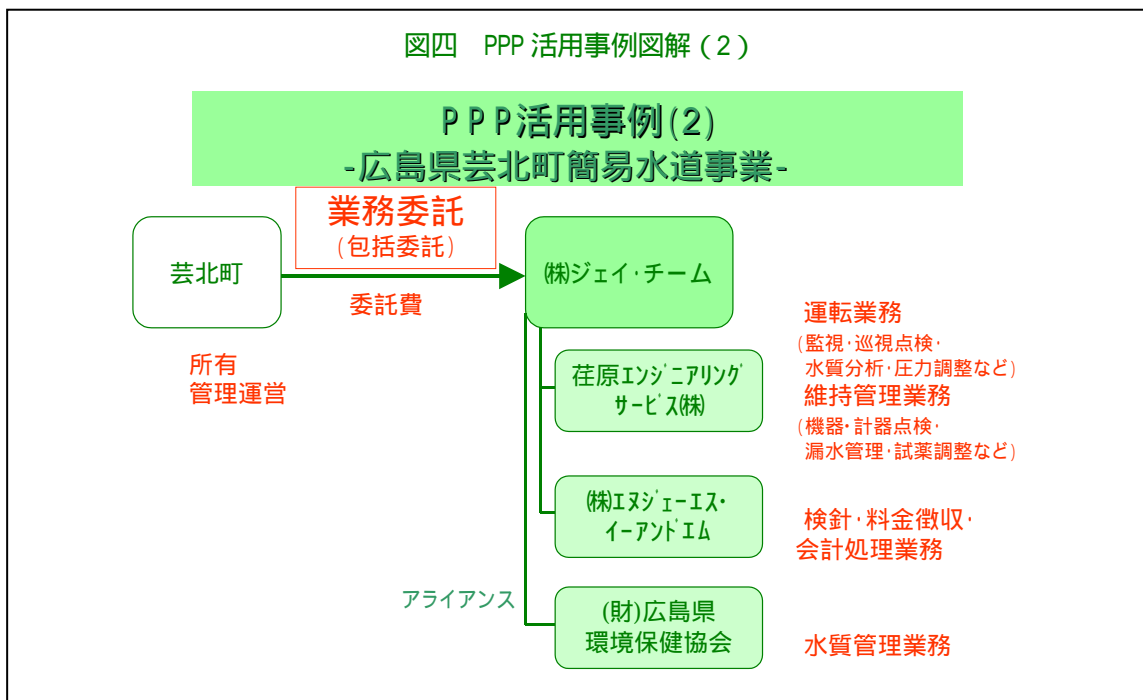 図四 PPP 活用事例図解(2)
PPP活用事例(2)
-広島県芸北町簡易水道事業-
業務委託
(包括委託)
芸北町
㈱ジェイ・チーム
委託費
所有
管理運営
運転業務
(監視・巡視点検・
水質分析・圧力調整など)
荏原ｴﾝｼﾞﾆｱﾘﾝｸﾞ
ｻｰﾋﾞｽ㈱
維持管理業務
(機器・計器点検・
漏水管理・試薬調整など)
㈱ｴﾇｼﾞｪｰｴｽ・
ｲｰｱﾝﾄﾞｴﾑ
検針・料金徴収・
会計処理業務
アライアンス
(財)広島県
環境保健協会
水質管理業務